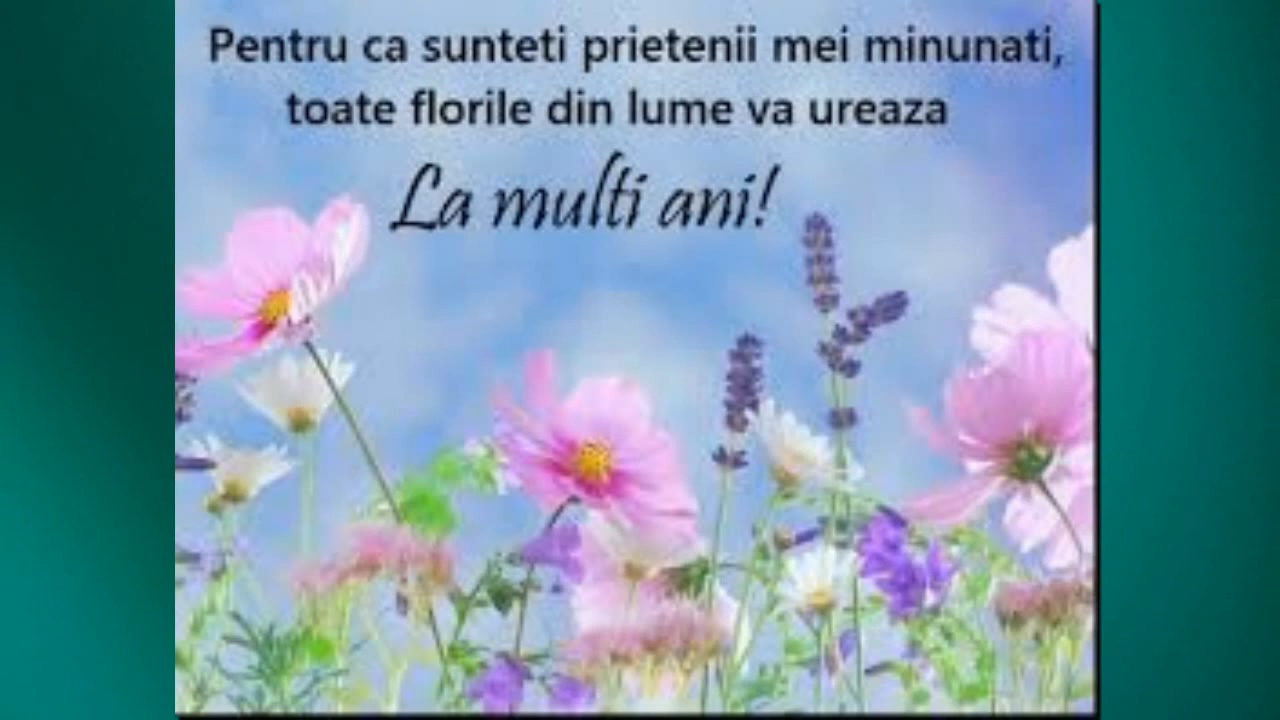 Pentru ca sunteti prietenii mei minunati,
toate florile din lume va ureaza
La multi ani!